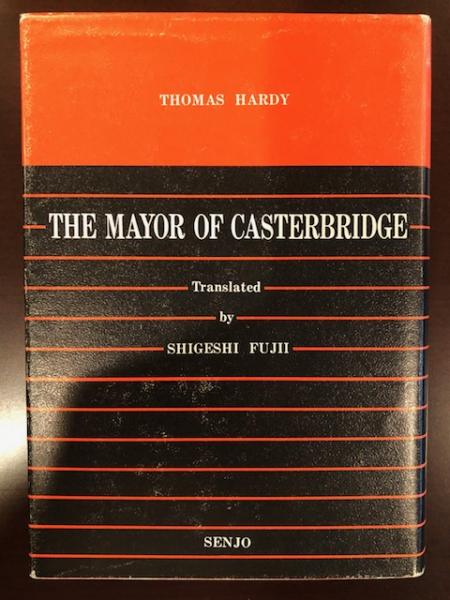 THOMAS HARDY
THE MAYOR OF CASTERBRIDGE
Translated
by
SHIGESHI FUJII
SENJO